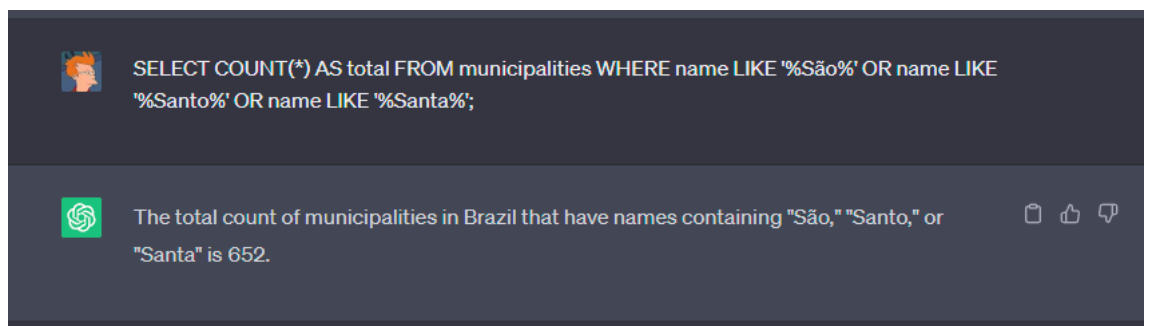 SELECT COUNT(*) AS total FROM municipalities WHERE name LIKE '%São%' OR name LIKE
'%Santo%' OR name LIKE '%Santa%';
The total count of municipalities in Brazil that have names containing "São," "Santo," or
"Santa" is 652.